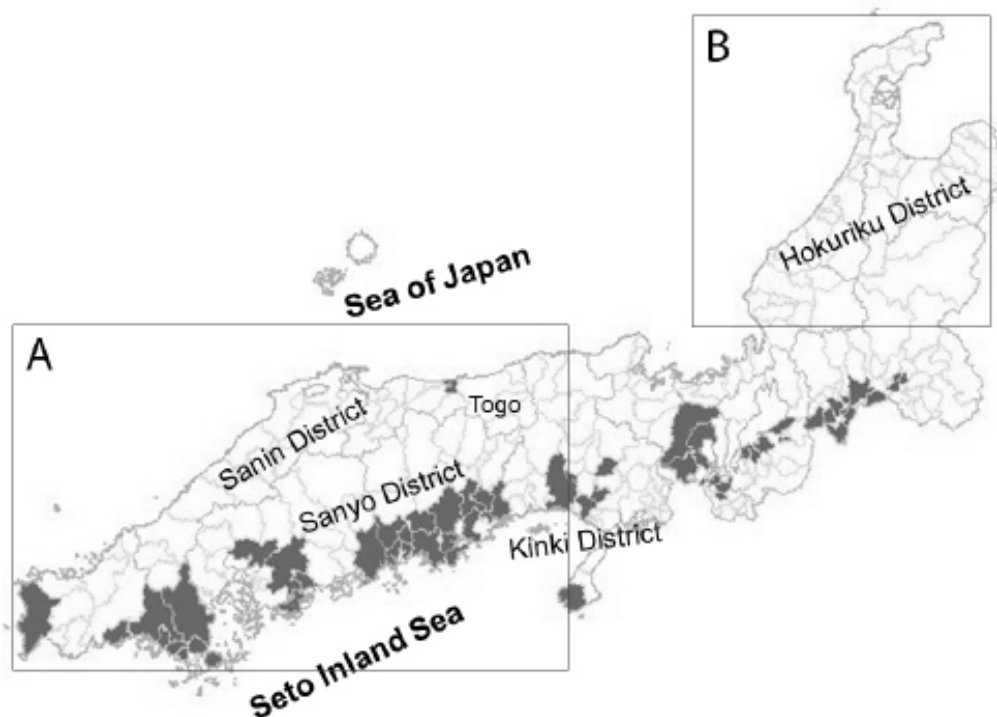 B
Hokuriku District
Sea of Japan
A
Togo
Sanin District
Sanyo District
Kinki District
Seto Inland Sea